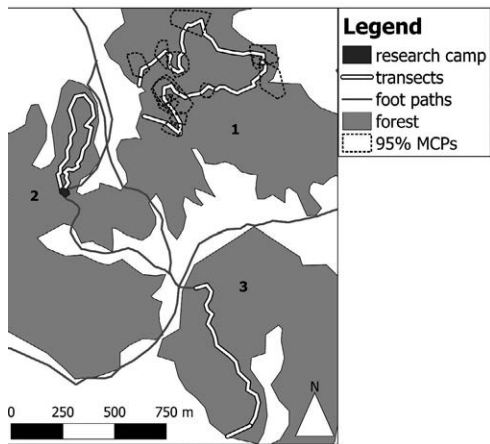 Legend
research camp
transects
foot paths
forest
95% MCPs
1
2
3
N
0 250 500 750 m